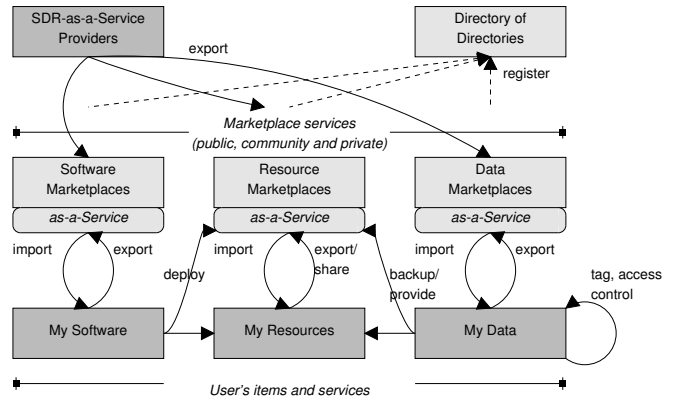 SDR-as-a-Service
Providers
Directory of
Directories
export
register
Marketplace services
(public, community and private)
Software
Marketplaces
Resource
Marketplaces
Data
Marketplaces
as-a-Service
as-a-Service
as-a-Service
import
export
import
export/
share
import
export
deploy
backup/
provide
tag, access
control
My Software
My Resources
My Data
User's items and services